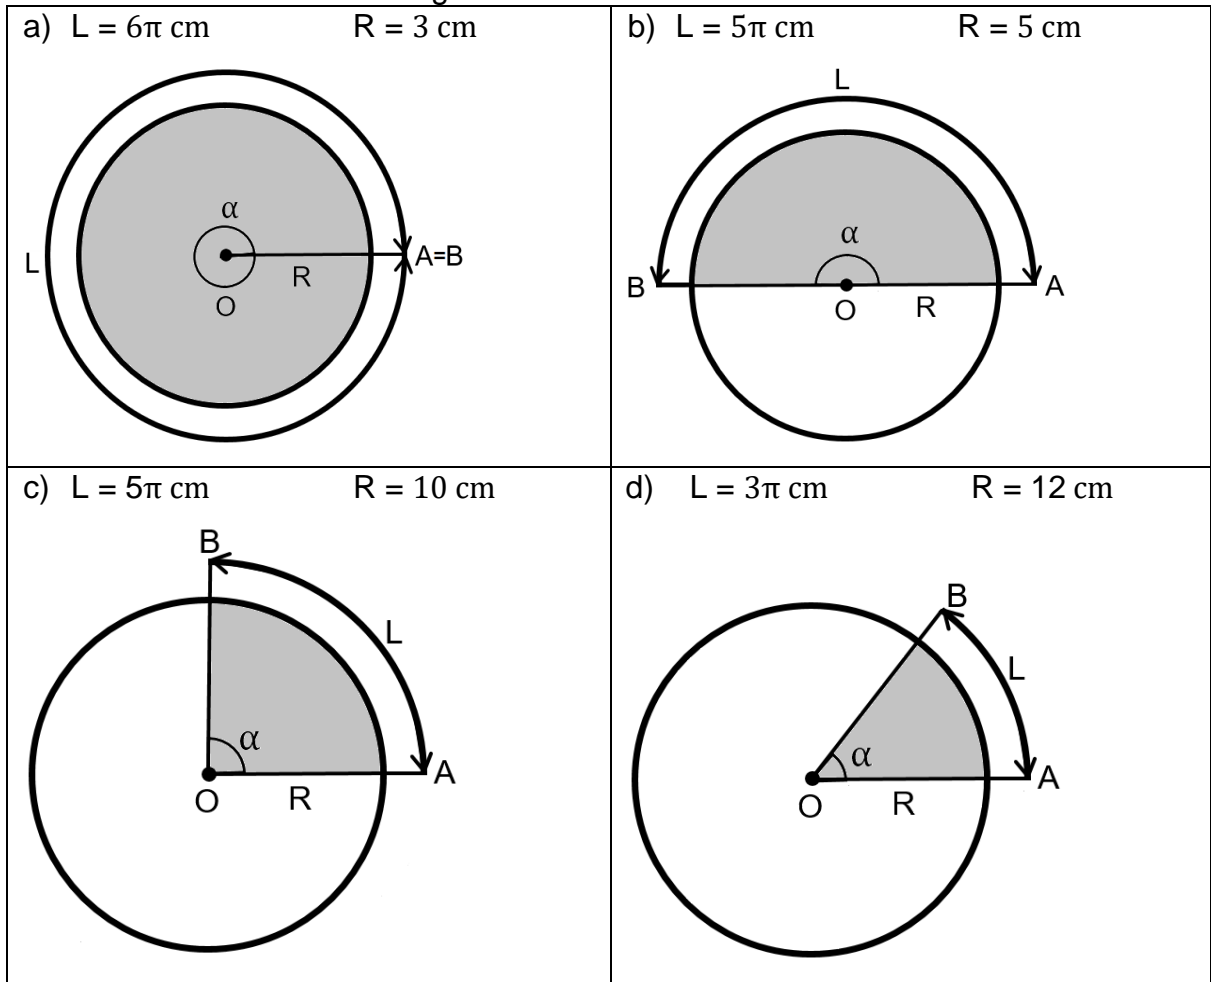 a) L = 6π cm R = 3 cm
α
L
A=B
R
O
b) L = 5π cm R = 5 cm
L
α
B
A
O
R
c) L = 5π cm R = 10 cm
B
L
α
A
O
R
d) L = 3π cm R = 12 cm
B
L
α
A
O
R